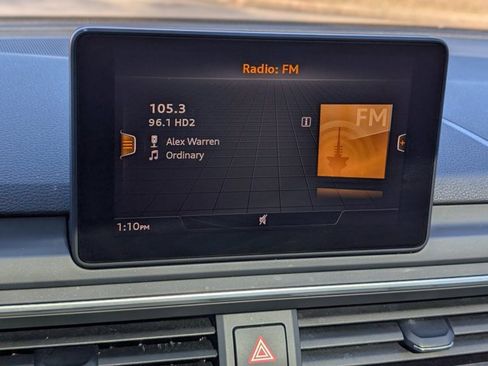 Radio: FM
105.3
96.1 HD2
Alex Warren
Ordinary
FM
1:10PM